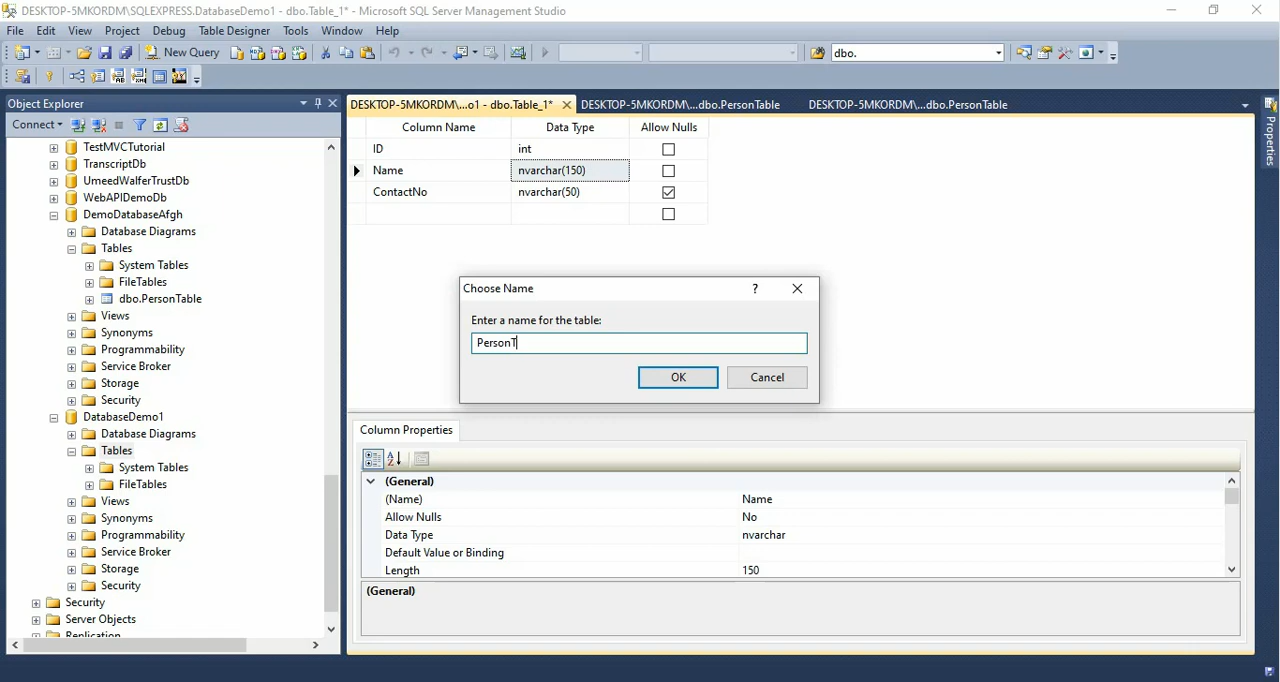 DESKTOP-5MKORDM\SQLEXPRESS.DatabaseDemo1 - dbo.Table_1* - Microsoft SQL Server Management Studio
File Edit View Project Debug Table Designer Tools Window Help
New Query dbo.
Object Explorer
Connect
TestMVCTutorial
TranscriptDb
UmeedWalferTrustDb
WebAPIDemoDb
DemoDatabaseAfgh
Database Diagrams
Tables
System Tables
FileTables
dbo.PersonTable
Views
Synonyms
Programmability
Service Broker
Storage
Security
DatabaseDemo1
Database Diagrams
Tables
System Tables
FileTables
Views
Synonyms
Programmability
Service Broker
Storage
Security
Security
Server Objects
Replication
DESKTOP-5MKORDM\...o1 - dbo.Table_1* DESKTOP-5MKORDM\...dbo.PersonTable DESKTOP-5MKORDM\...dbo.PersonTable
Column Name Data Type Allow Nulls
ID int
Name nvarchar(150)
ContactNo nvarchar(50)
Choose Name ?
Enter a name for the table:
PersonT
OK Cancel
Column Properties
(General)
(Name) Name
Allow Nulls No
Data Type nvarchar
Default Value or Binding
Length 150
(General)
Properties